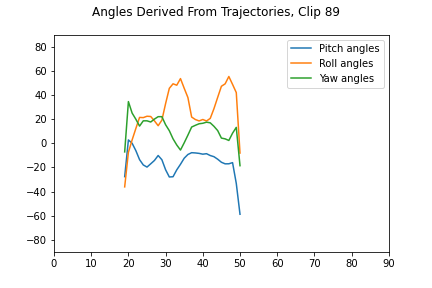 Angles Derived From Trajectories, Clip 89
Pitch angles
Roll angles
Yaw angles
80
60
40
20
0
−20
−40
−60
−80
0 10 20 30 40 50 60 70 80 90